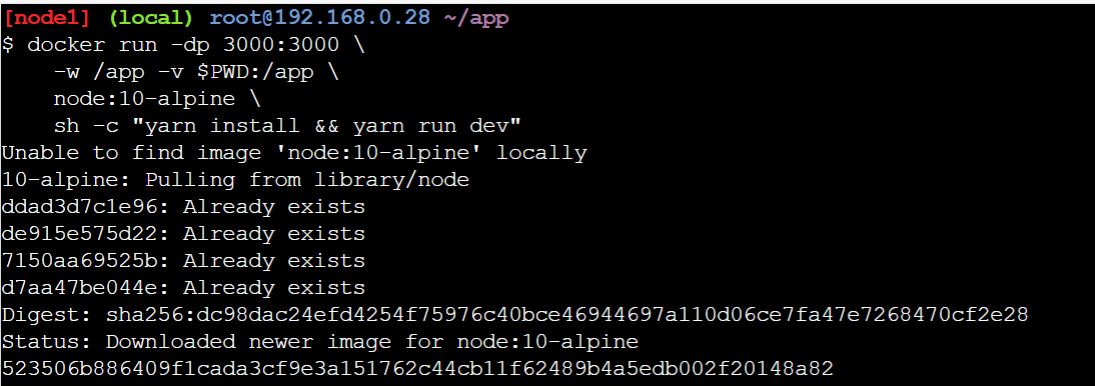 [node1] (local) root@192.168.0.28 ~/app
$ docker run -dp 3000:3000 \
    -w /app -v $PWD:/app \
    node:10-alpine \
    sh -c "yarn install && yarn run dev"
Unable to find image 'node:10-alpine' locally
10-alpine: Pulling from library/node
ddad3d7c1e96: Already exists
de915e575d22: Already exists
7150aa69525b: Already exists
d7aa47be044e: Already exists
Digest: sha256:dc98dac24efd4254f75976c40bce46944697a110d06ce7fa47e7268470cf2e28
Status: Downloaded newer image for node:10-alpine
523506b886409f1cada3cf9e3a151762c44cb11f62489b4a5edb002f20148a82